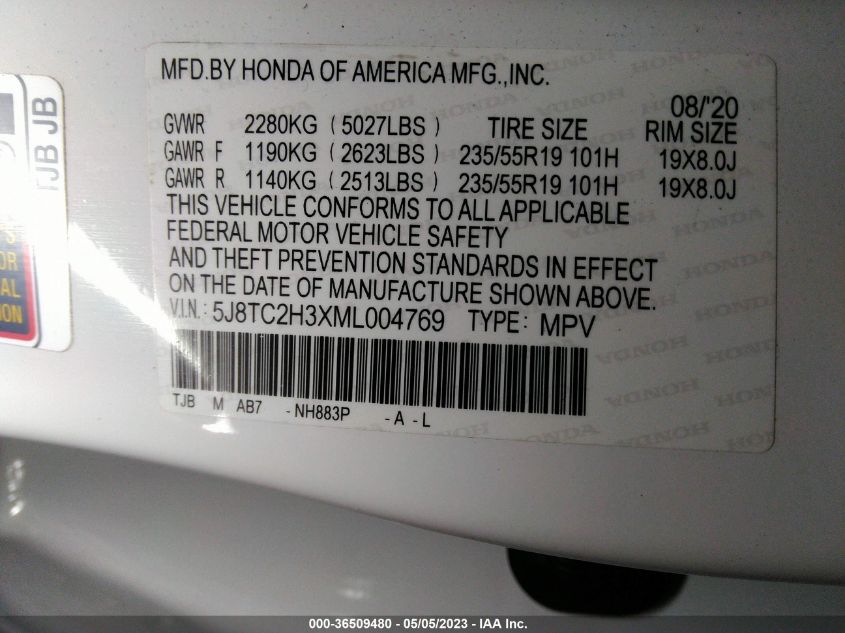 MFD.BY HONDA OF AMERICA MFG.,INC.
08/'20
GVWR 2280KG ( 5027LBS ) TIRE SIZE RIM SIZE
GAWR F 1190KG ( 2623LBS ) 235/55R19 101H 19X8.0J
GAWR R 1140KG ( 2513LBS ) 235/55R19 101H 19X8.0J
THIS VEHICLE CONFORMS TO ALL APPLICABLE
FEDERAL MOTOR VEHICLE SAFETY
AND THEFT PREVENTION STANDARDS IN EFFECT
ON THE DATE OF MANUFACTURE SHOWN ABOVE.
V.I.N.: 5J8TC2H3XML004769 TYPE: MPV
TJB M AB7 -NH883P -A-L
TJB JB
000-36509480 - 05/05/2023 - IAA Inc.